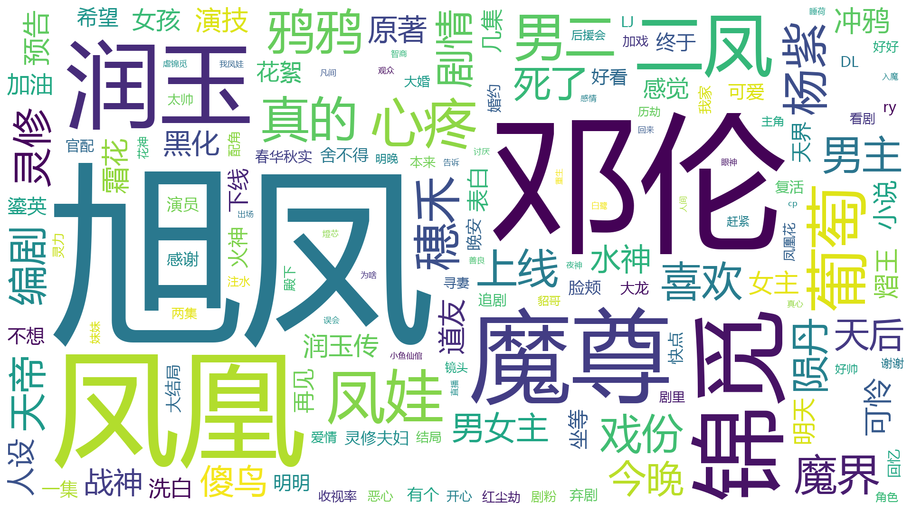 旭凤
邓伦
凤凰
魔尊
锦觅
润玉
二凤
葡萄
凤娃
心疼
鸦鸦
真的
男二
杨紫
穗禾
上线
喜欢
戏份
今晚
魔界
陨丹
天后
男主
天帝
编剧
灵修
剧情
原著
死了
水神
男女主
道友
润玉传
傻鸟
战神
洗白
人设
黑化
霜花
预告
加油
希望
女孩
演技
花絮
几集
好看
LJ
加戏
终于
后援会
感觉
可爱
我家
冲鸦
DL
好好
ry
看剧
小说
天界
主角
历劫
感情
婚约
大婚
智商
观众
凡间
我凤娃
虐锦觅
太帅
官配
花神
配角
春华秋实
舍不得
明晚
本来
告诉
讨厌
回来
下线
表白
晚安
演员
感谢
火神
出场
鎏英
灵力
两集
注水
殿下
为啥
寻妻
善良
夜神
追剧
脸颊
貂哥
大龙
女主
赶紧
复活
cp
凤凰花
熠王
真心
人间
入魔
睡荷
不想
妹妹
误会
小鱼仙倌
镜头
直播
快点
剧里
好帅
谢谢
可怜
明天
坐等
再见
大结局
爱情
灵修夫妇
结局
一集
明明
收视率
恶心
有个
开心
红尘劫
剧粉
弃剧
回忆
角色